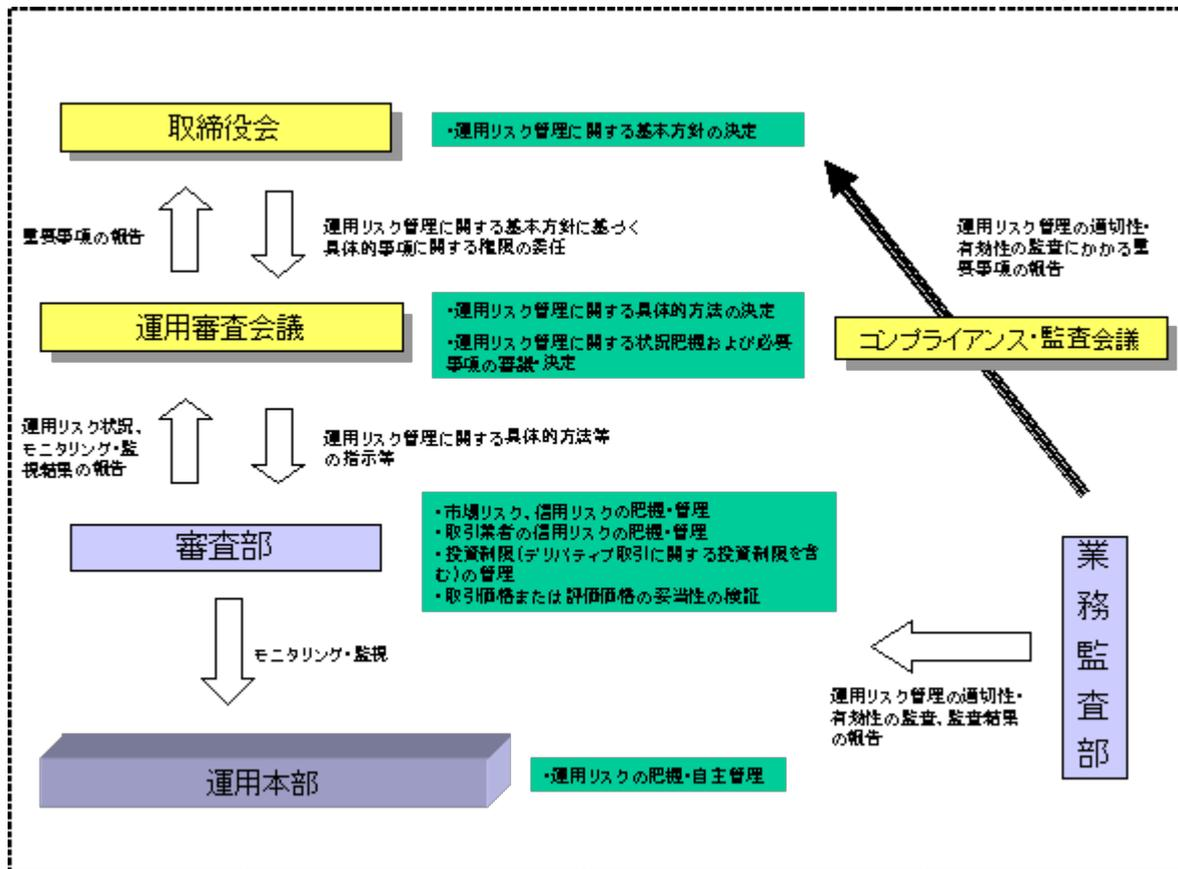 取締役会
・運用リスク管理に関する基本方針の決定
重要事項の報告
運用リスク管理に関する基本方針に基づく
具体的事項に関する権限の委任
運用リスク管理の適切性・
有効性の監査にかかる重
要事項の報告
運用審査会議
・運用リスク管理に関する具体的方法の決定
・運用リスク管理に関する状況把握および必要
事項の審議・決定
コンプライアンス・監査会議
運用リスク状況、
モニタリング・監
視結果の報告
運用リスク管理に関する具体的方法等
の指示等
審査部
・市場リスク、信用リスクの把握・管理
・取引業者の信用リスクの把握・管理
・投資制限(デリバティブ取引に関する投資制限を含
む)の管理
・取引価格または評価価格の妥当性の検証
業務監査部
モニタリング・監視
運用リスク管理の適切性・
有効性の監査、監査結果
の報告
運用本部
・運用リスクの把握・自主管理